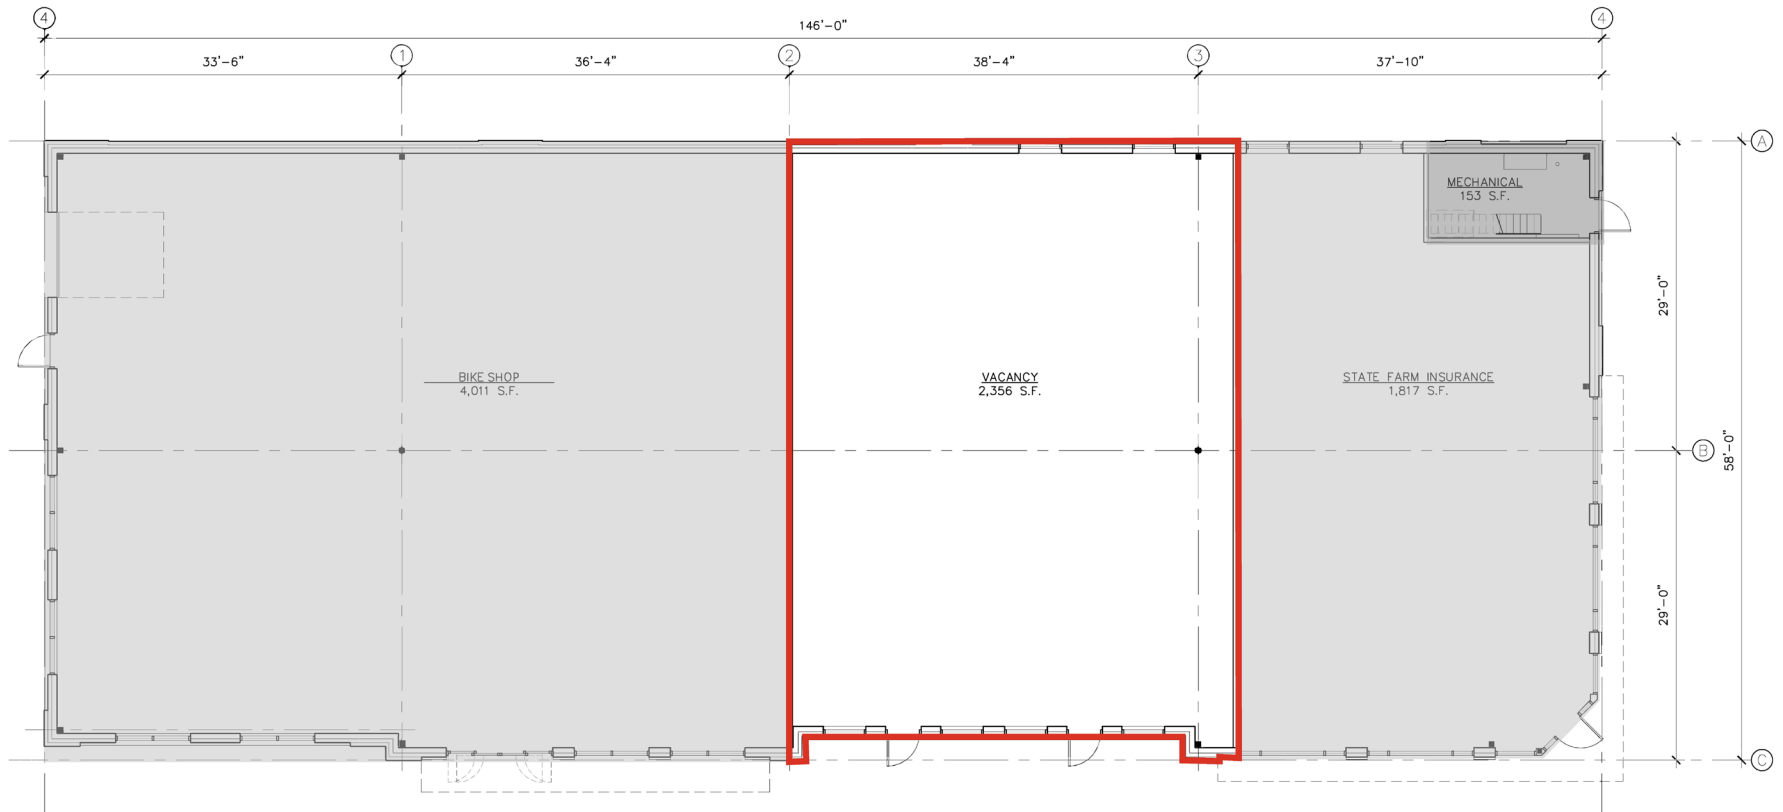 4
146'-0"
4
33'-6"
1
36'-4"
2
38'-4"
3
37'-10"
A
MECHANICAL
153 S.F.
29'-0"
BIKE SHOP
4,011 S.F.
VACANCY
2,356 S.F.
STATE FARM INSURANCE
1,817 S.F.
B
58'-0"
29'-0"
C